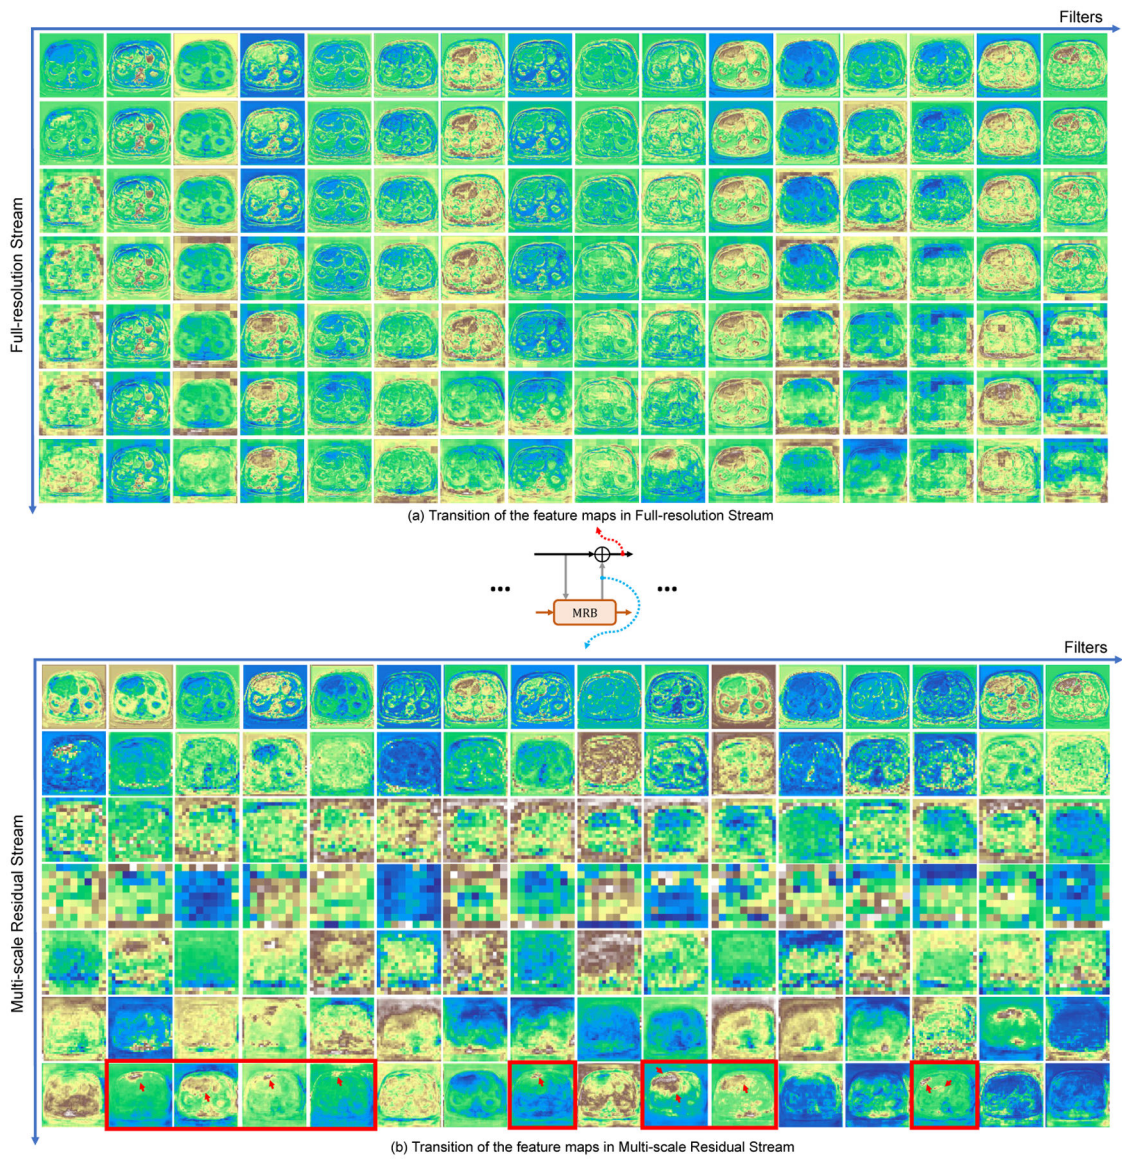 Filters
Full-resolution Stream
(a) Transition of the feature maps in Full-resolution Stream
... ...
MRB
Filters
Multi-scale Residual Stream
(b) Transition of the feature maps in Multi-scale Residual Stream